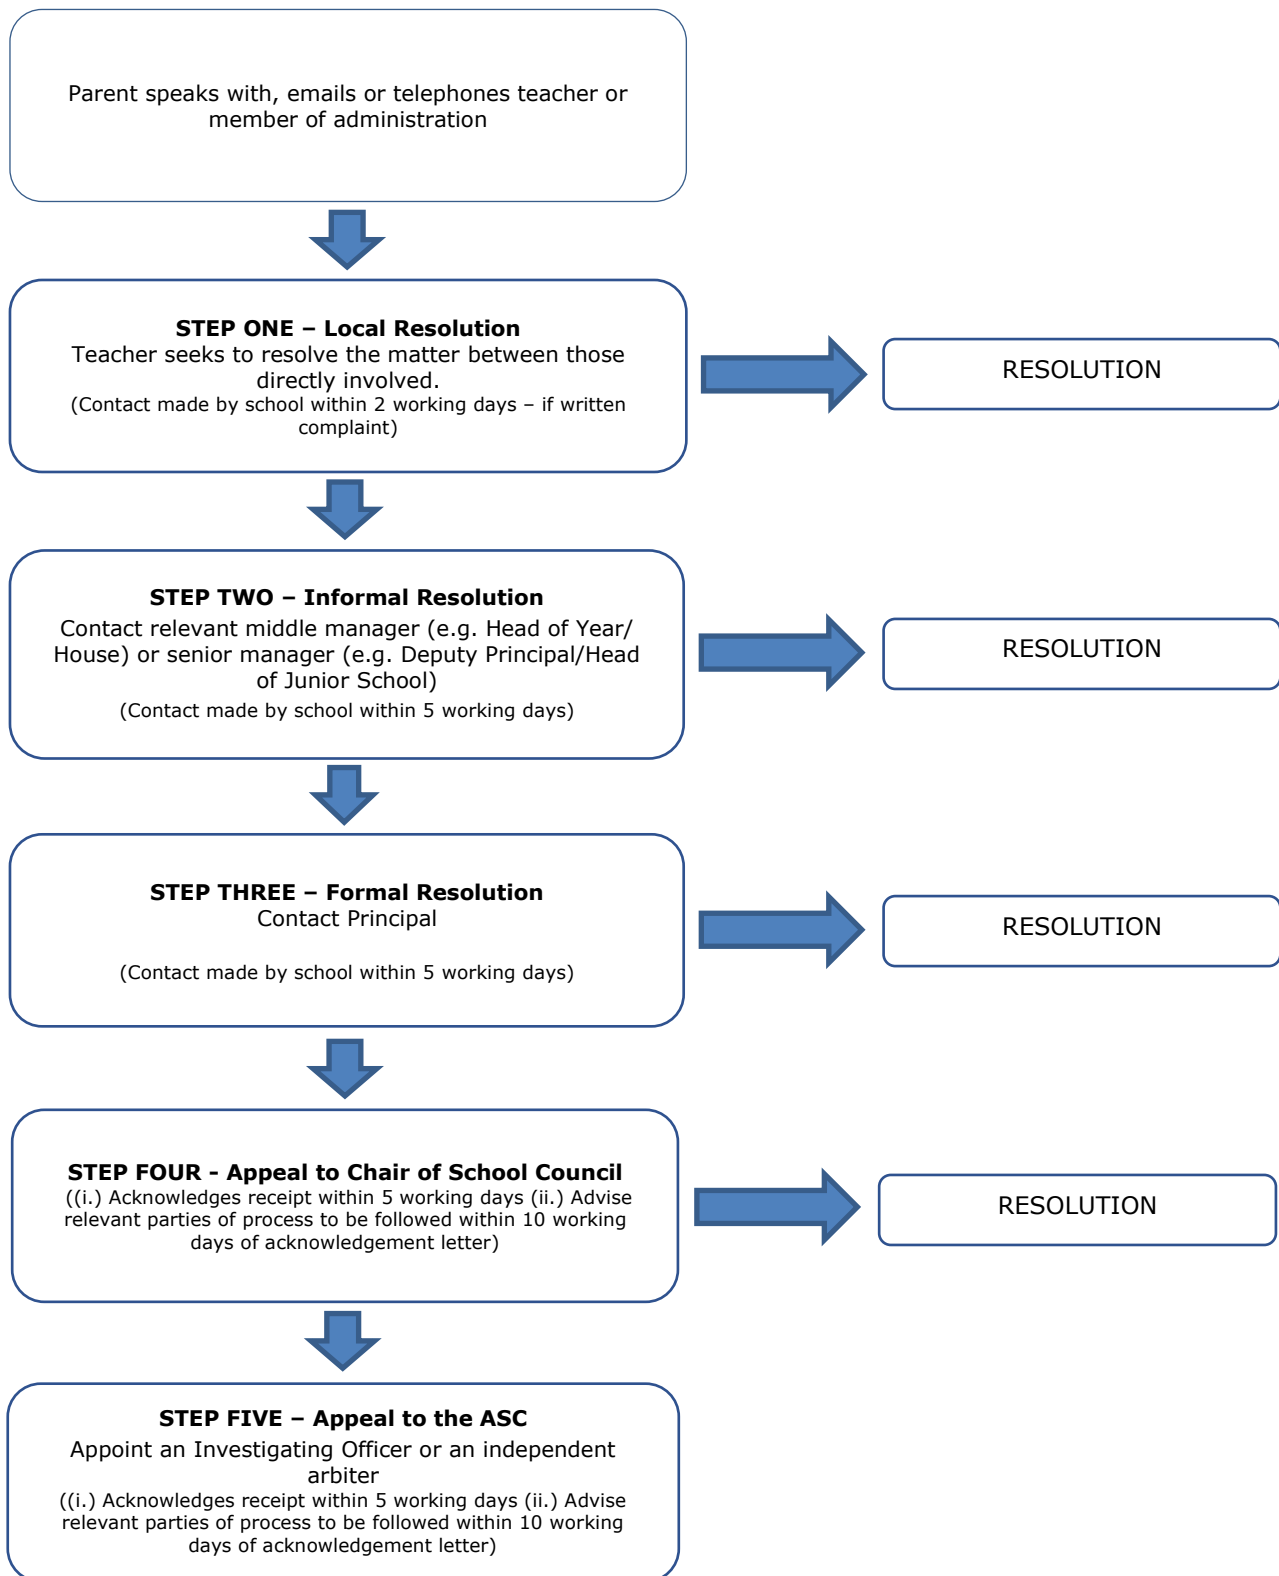 Parent speaks with, emails or telephones teacher or
member of administration
STEP ONE – Local Resolution
Teacher seeks to resolve the matter between those
directly involved.
(Contact made by school within 2 working days – if written
complaint)
RESOLUTION
STEP TWO – Informal Resolution
Contact relevant middle manager (e.g. Head of Year/
House) or senior manager (e.g. Deputy Principal/Head
of Junior School)
(Contact made by school within 5 working days)
RESOLUTION
STEP THREE – Formal Resolution
Contact Principal
(Contact made by school within 5 working days)
RESOLUTION
STEP FOUR - Appeal to Chair of School Council
((i.) Acknowledges receipt within 5 working days (ii.) Advise
relevant parties of process to be followed within 10 working
days of acknowledgement letter)
RESOLUTION
STEP FIVE – Appeal to the ASC
Appoint an Investigating Officer or an independent
arbiter
((i.) Acknowledges receipt within 5 working days (ii.) Advise
relevant parties of process to be followed within 10 working
days of acknowledgement letter)